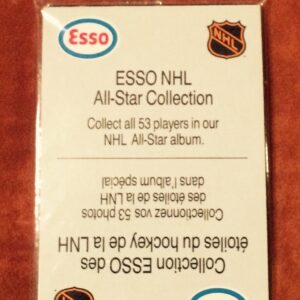 Esso
NHL
ESSO NHL
All-Star Collection
Collect all 53 players in our
NHL All-Star album.
Collection ESSO des
étoiles du hockey de la LNH
Collectionnez vos 53 photos
des étoiles de la LNH
dans l'album spécial